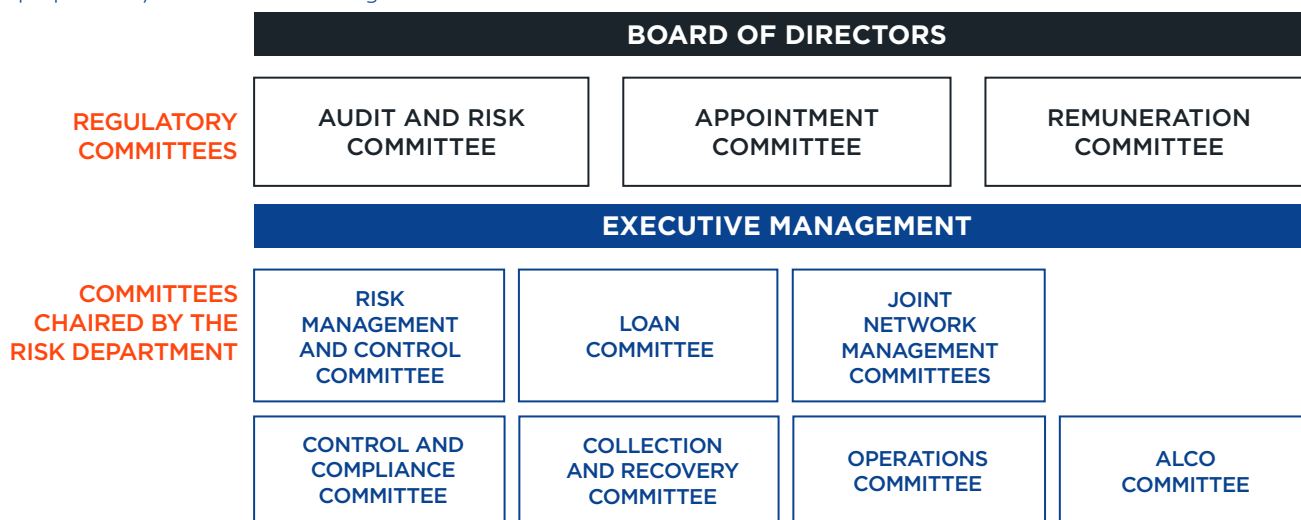 BOARD OF DIRECTORS
REGULATORY
COMMITTEES
AUDIT AND RISK
COMMITTEE
APPOINTMENT
COMMITTEE
REMUNERATION
COMMITTEE
EXECUTIVE MANAGEMENT
COMMITTEES
CHAIRED BY THE
RISK DEPARTMENT
RISK
MANAGEMENT
AND CONTROL
COMMITTEE
LOAN
COMMITTEE
JOINT
NETWORK
MANAGEMENT
COMMITTEES
CONTROL AND
COMPLIANCE
COMMITTEE
COLLECTION
AND RECOVERY
COMMITTEE
OPERATIONS
COMMITTEE
ALCO
COMMITTEE